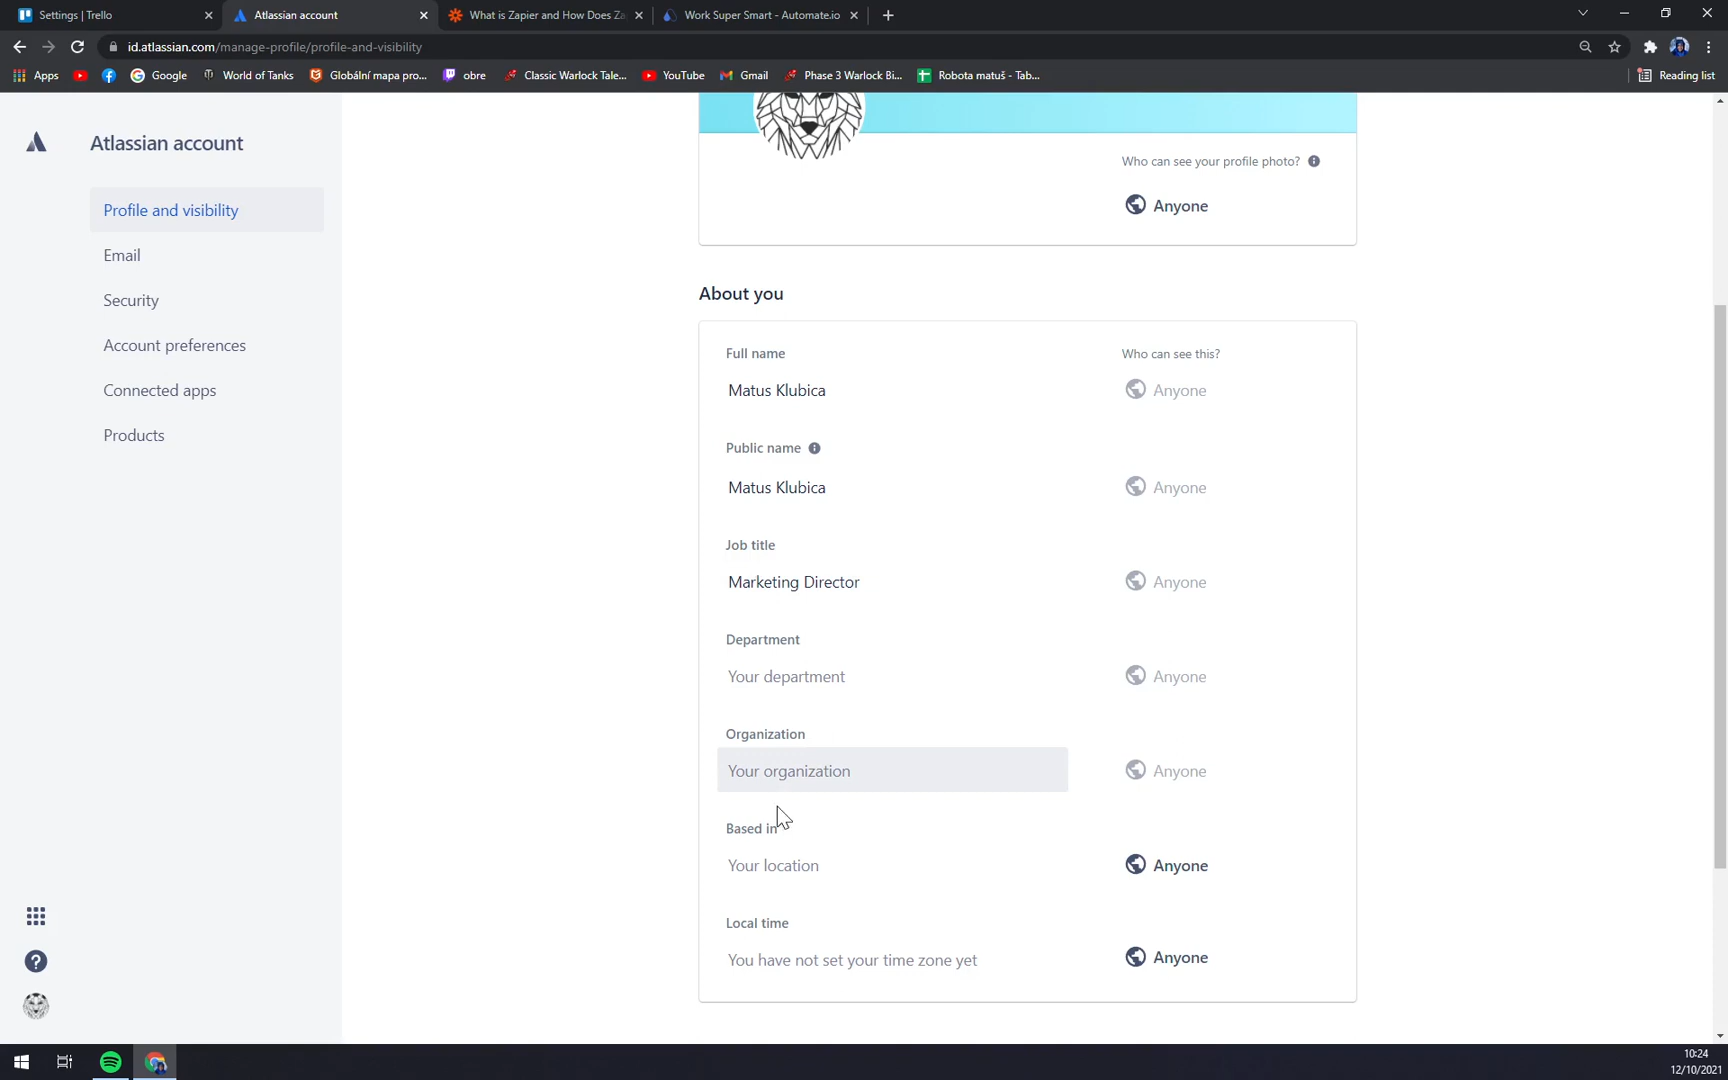 Settings | Trello
Atlassian account
What is Zapier and How Does Za
Work Super Smart - Automate.io
id.atlassian.com/manage-profile/profile-and-visibility
Apps
Google
World of Tanks
Globální mapa pro...
obre
Classic Warlock Tale...
YouTube
Gmail
Phase 3 Warlock Bi...
Robota matuš - Tab...
Reading list
Atlassian account
Profile and visibility
Email
Security
Account preferences
Connected apps
Products
Who can see your profile photo?
Anyone
About you
Full name
Who can see this?
Matus Klubica
Anyone
Public name
Matus Klubica
Anyone
Job title
Marketing Director
Anyone
Department
Your department
Anyone
Organization
Your organization
Anyone
Based in
Your location
Anyone
Local time
You have not set your time zone yet
Anyone
10:24
12/10/2021